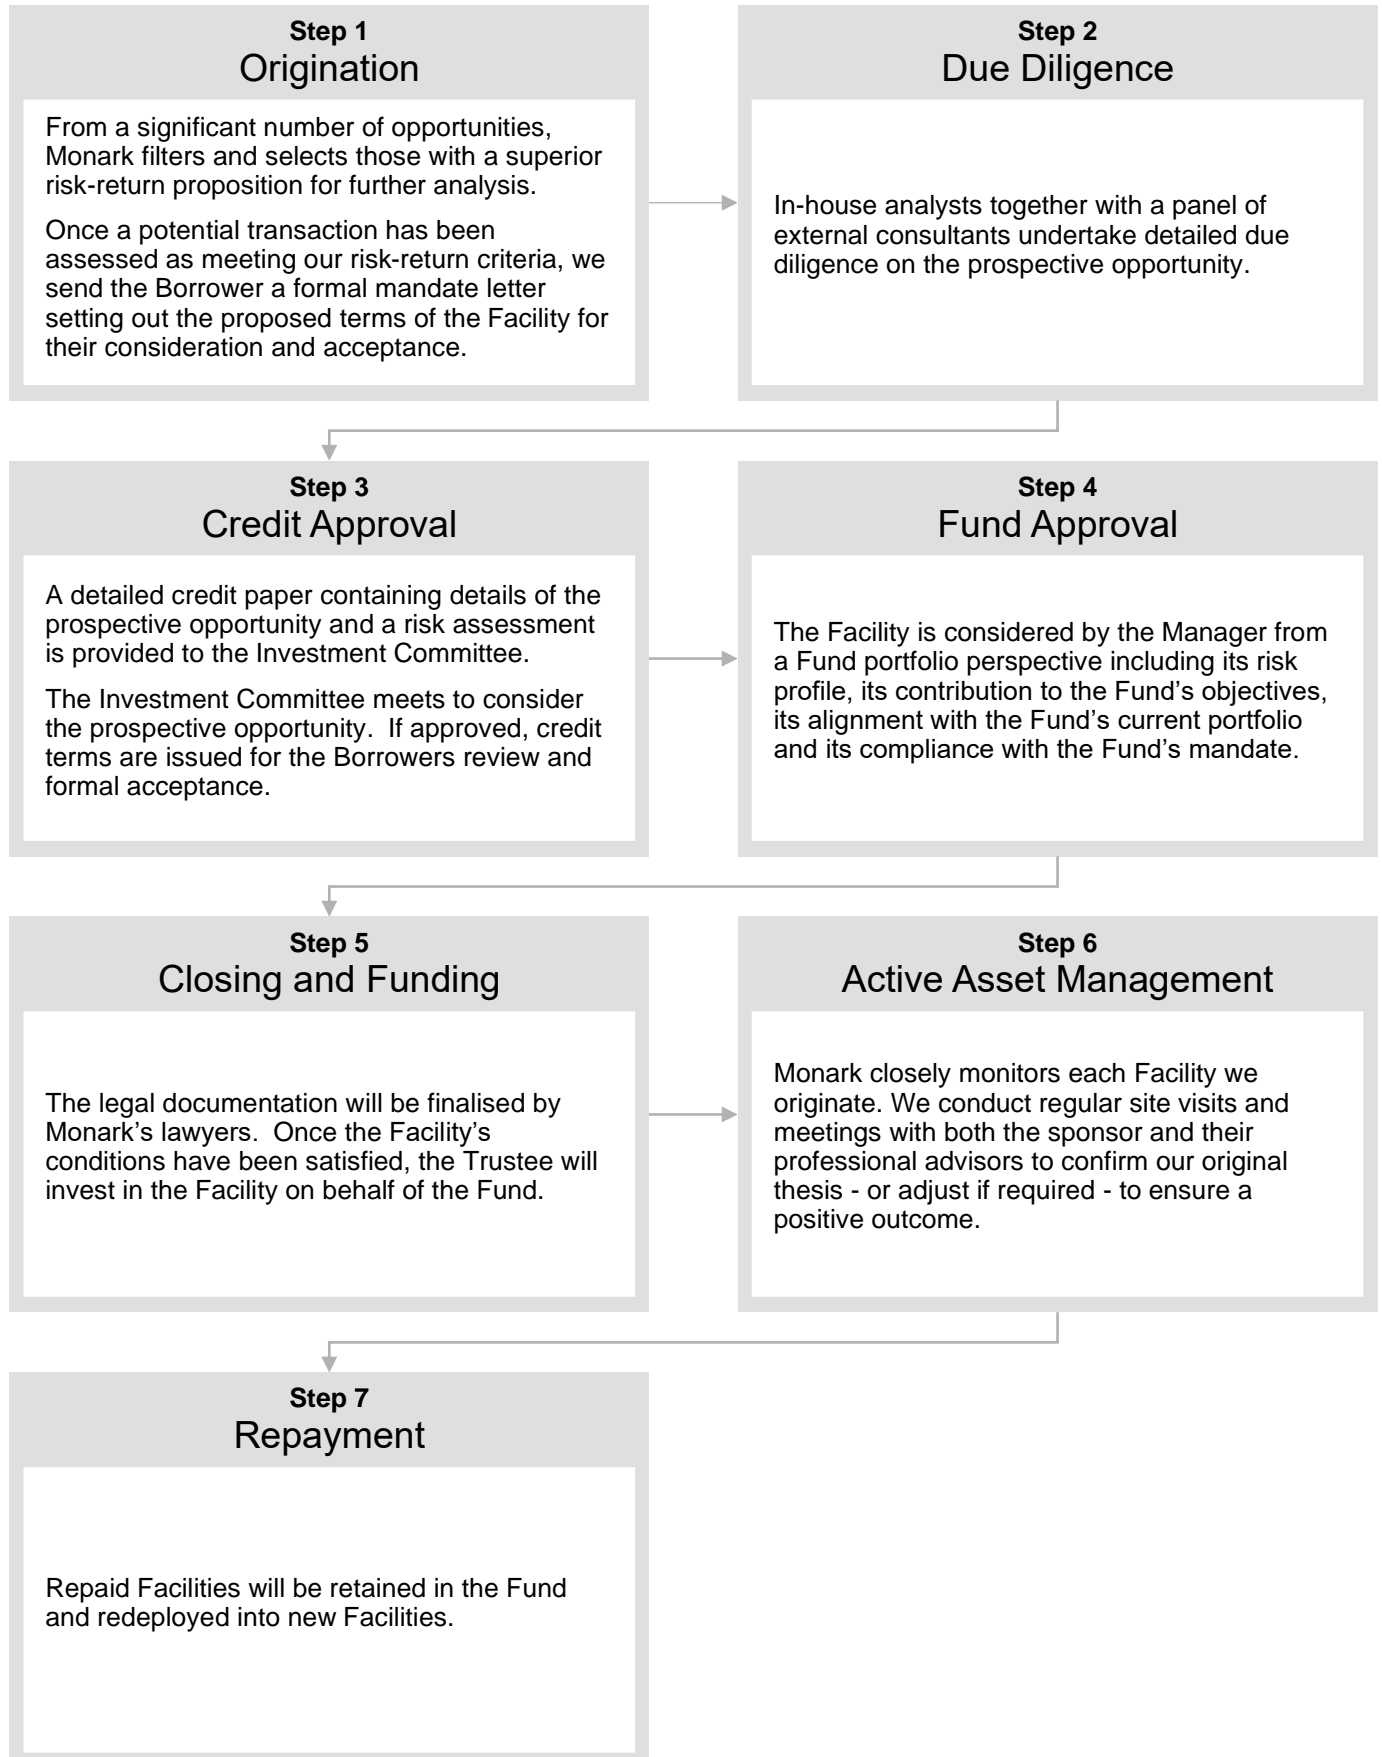 Step 1
Origination
From a significant number of opportunities,
Monark filters and selects those with a superior
risk-return proposition for further analysis.
Once a potential transaction has been
assessed as meeting our risk-return criteria, we
send the Borrower a formal mandate letter
setting out the proposed terms of the Facility for
their consideration and acceptance.
Step 2
Due Diligence
In-house analysts together with a panel of
external consultants undertake detailed due
diligence on the prospective opportunity.
Step 3
Credit Approval
A detailed credit paper containing details of the
prospective opportunity and a risk assessment
is provided to the Investment Committee.
The Investment Committee meets to consider
the prospective opportunity.  If approved, credit
terms are issued for the Borrowers review and
formal acceptance.
Step 4
Fund Approval
The Facility is considered by the Manager from
a Fund portfolio perspective including its risk
profile, its contribution to the Fund’s objectives,
its alignment with the Fund’s current portfolio
and its compliance with the Fund’s mandate.
Step 5
Closing and Funding
The legal documentation will be finalised by
Monark’s lawyers.  Once the Facility’s
conditions have been satisfied, the Trustee will
invest in the Facility on behalf of the Fund.
Step 6
Active Asset Management
Monark closely monitors each Facility we
originate. We conduct regular site visits and
meetings with both the sponsor and their
professional advisors to confirm our original
thesis - or adjust if required - to ensure a
positive outcome.
Step 7
Repayment
Repaid Facilities will be retained in the Fund
and redeployed into new Facilities.